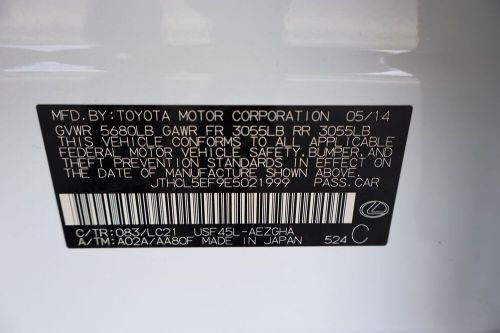 MFD. BY: TOYOTA MOTOR CORPORATION 05/14
GVWR 5680LB GAWR FR 3055LB RR 3055LB
THIS VEHICLE CONFORMS TO ALL APPLICABLE
FEDERAL MOTOR VEHICLE SAFETY, BUMPER, AND
THEFT PREVENTION STANDARDS IN EFFECT ON
THE DATE OF MANUFACTURE SHOWN ABOVE.
JTHCL5EF9E5021999 PASS. CAR
C/TR: 083/LC21 USF45L-AEZGHA
A/TM: A02A/AA80F MADE IN JAPAN 524 C